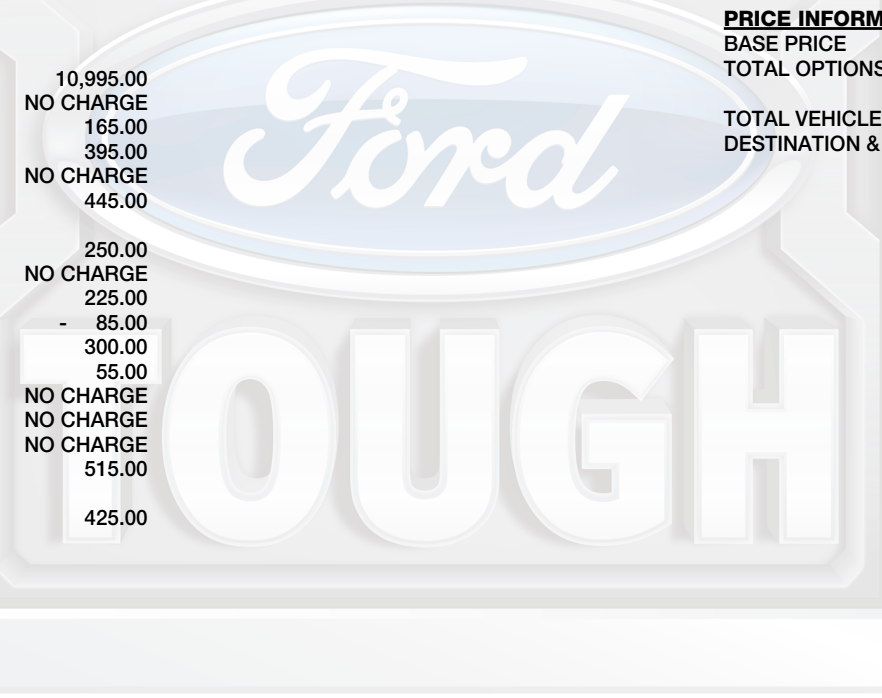 10,995.00
NO CHARGE
165.00
395.00
NO CHARGE
445.00
250.00
NO CHARGE
225.00
- 85.00
300.00
55.00
NO CHARGE
NO CHARGE
NO CHARGE
515.00
425.00
PRICE INFORM
BASE PRICE
TOTAL OPTIONS
TOTAL VEHICLE
DESTINATION &
Ford
TOUGH